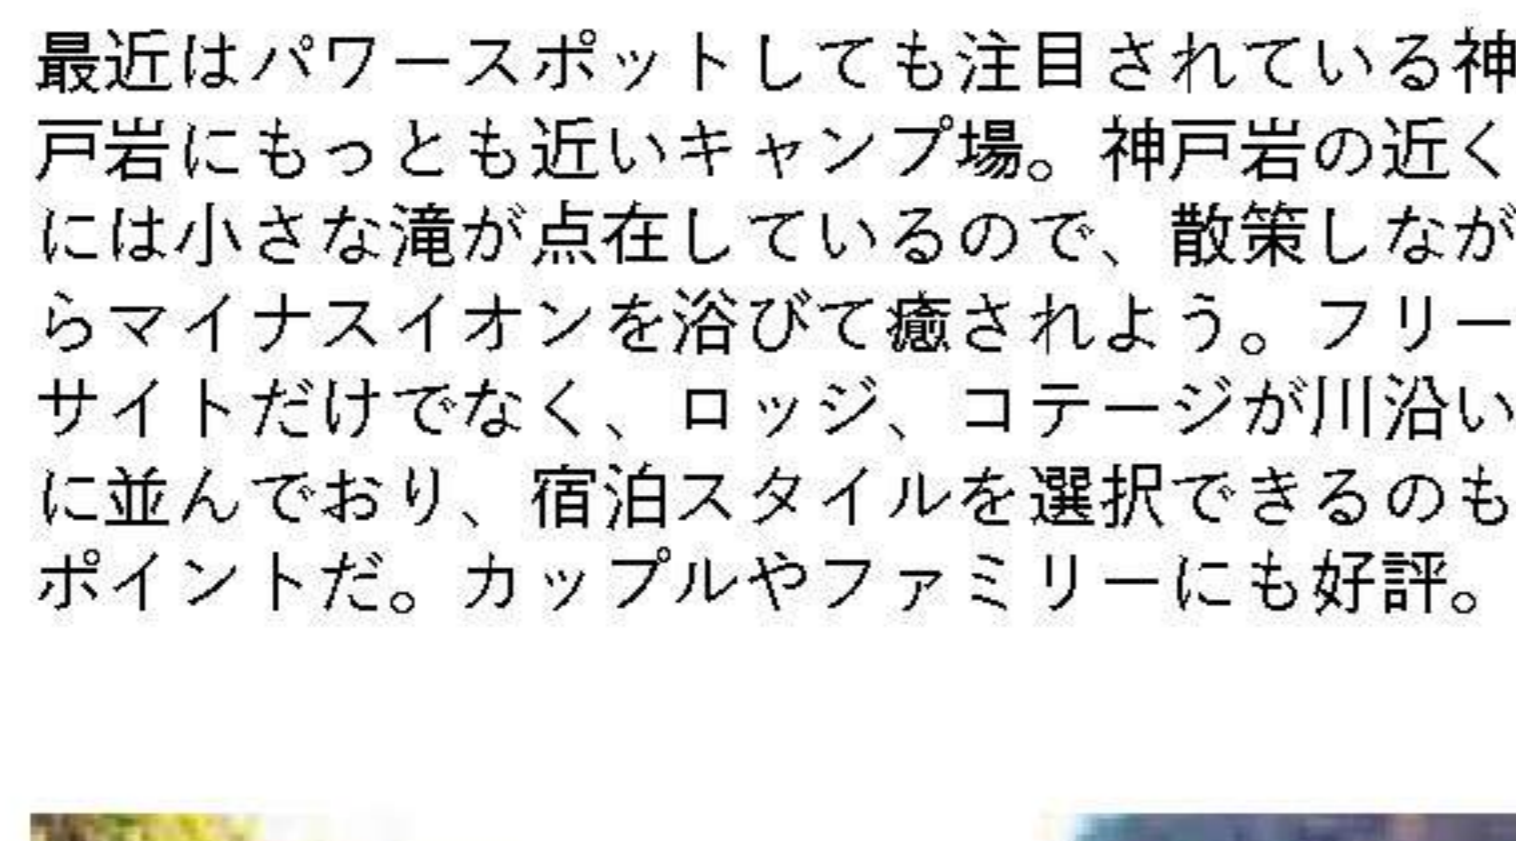 最近はパワースポットしても注目されている神
戸岩にもっとも近いキャンプ場。神戸岩の近く
には小さな滝が点在しているので、散策しなが
らマイナスイオンを浴びて癒されよう。フリー
サイトだけでなく、ロッジ、コテージが川沿い
に並んでおり、宿泊スタイルを選択できるのも
ポイントだ。カップルやファミリーにも好評。